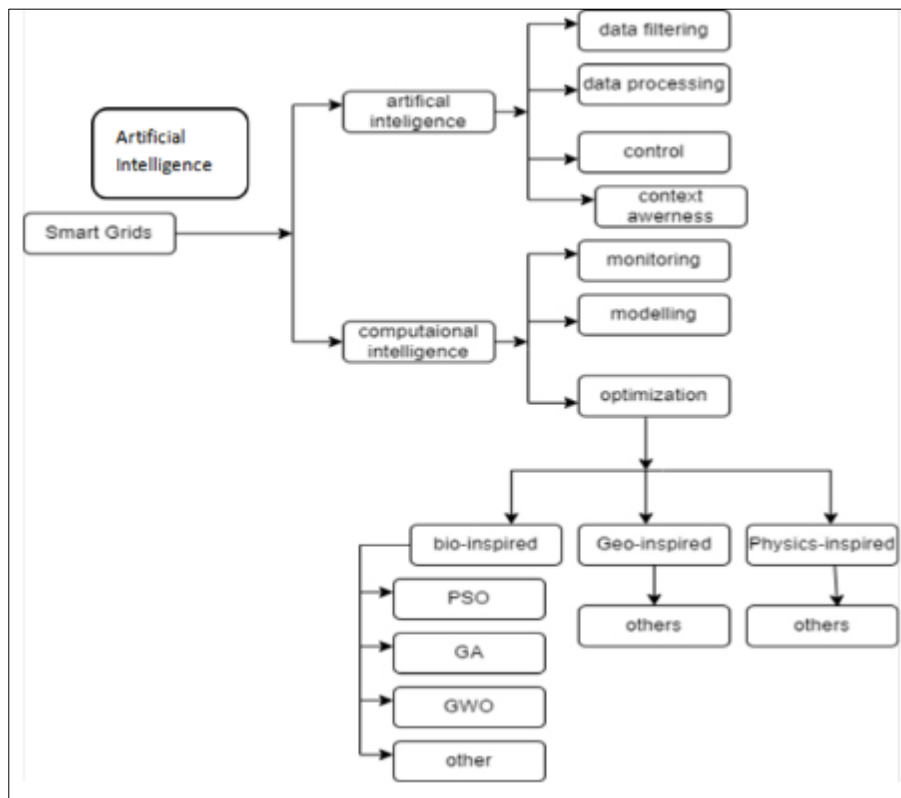 data filtering
data processing
artifical
inteligence
Artificial
Intelligence
control
context
awerness
Smart Grids
monitoring
modelling
computaional
intelligence
optimization
bio-inspired
Geo-inspired
Physics-inspired
PSO
others
others
GA
GWO
other